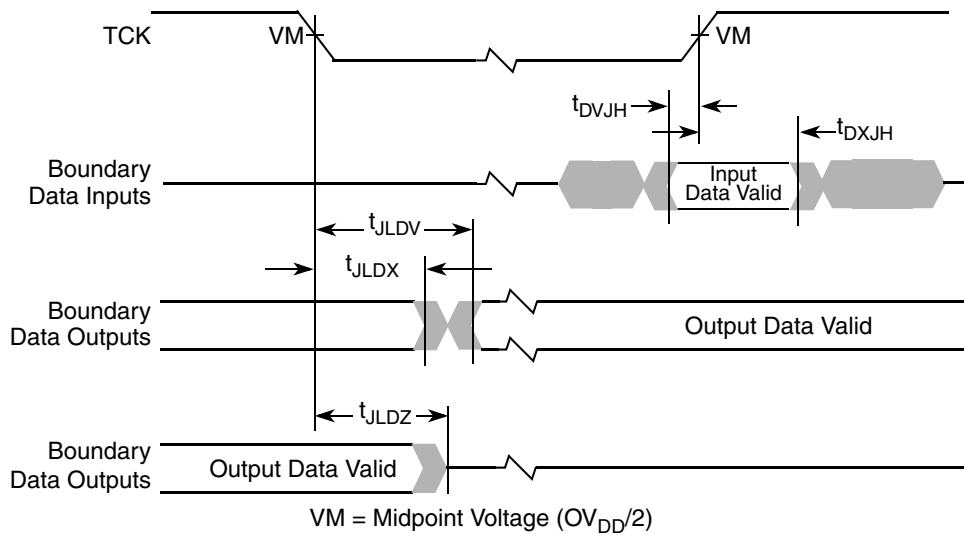 TCK
VM
VM
tDVJH
tDXJH
Boundary
Data Inputs
Input
Data Valid
tJLDV
tJLDX
Boundary
Data Outputs
Output Data Valid
tJLDZ
Boundary
Data Outputs
Output Data Valid
VM = Midpoint Voltage (OVDD/2)